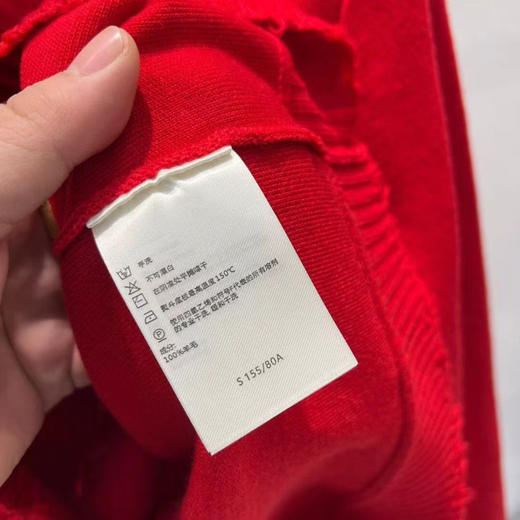 手洗
不可漂白
在阴凉处平摊晾干
熨斗底板最高温度150℃
使用四氯乙烯和符号F代表的所有溶剂
的专业干洗，缓和干洗
成分:
100%羊毛
S 155/80A